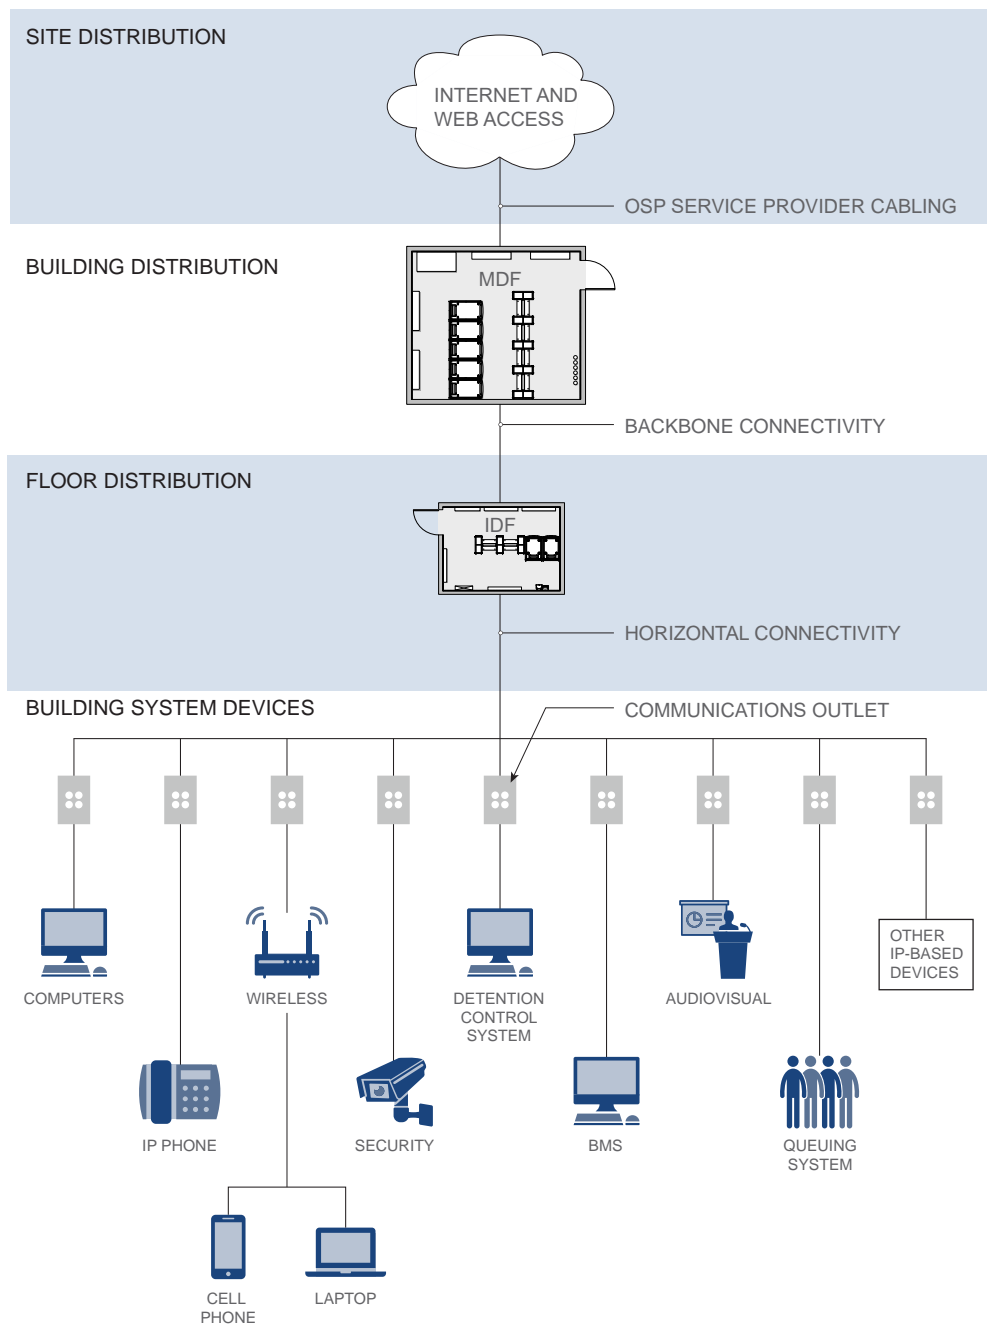 SITE DISTRIBUTION
INTERNET AND
WEB ACCESS
OSP SERVICE PROVIDER CABLING
BUILDING DISTRIBUTION
MDF
BACKBONE CONNECTIVITY
FLOOR DISTRIBUTION
IDF
HORIZONTAL CONNECTIVITY
BUILDING SYSTEM DEVICES
COMMUNICATIONS OUTLET
COMPUTERS
WIRELESS
DETENTION
CONTROL
SYSTEM
AUDIOVISUAL
OTHER
IP-BASED
DEVICES
IP PHONE
SECURITY
BMS
QUEUING
SYSTEM
CELL
PHONE
LAPTOP